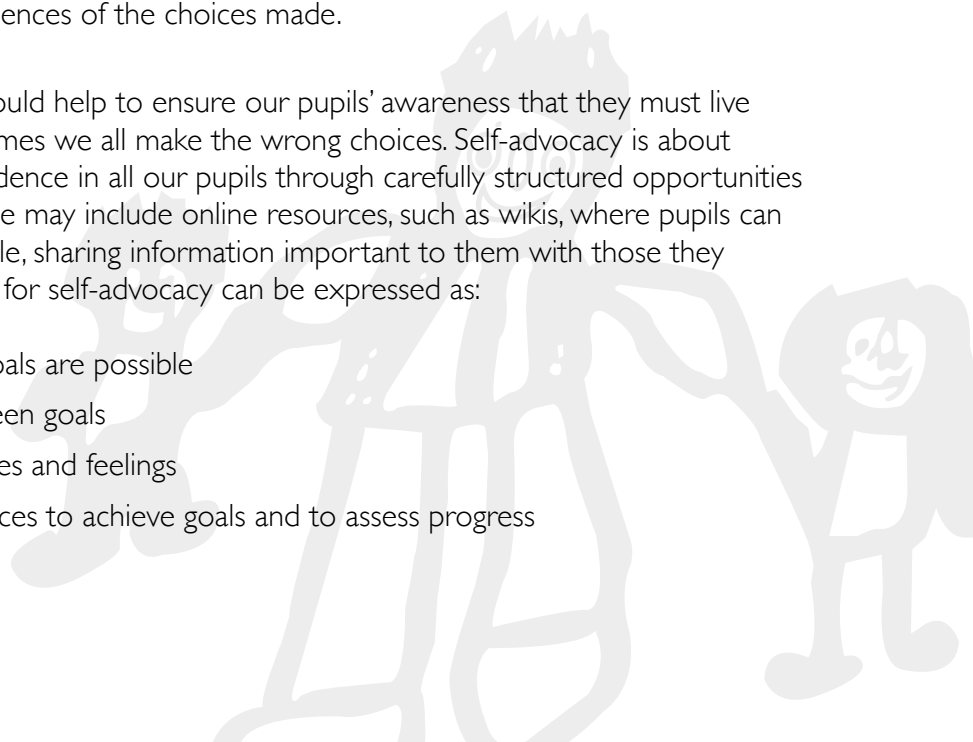 ences of the choices made.
ould help to ensure our pupils’ awareness that they must live
mes we all make the wrong choices. Self-advocacy is about
dence in all our pupils through carefully structured opportunities
e may include online resources, such as wikis, where pupils can
le, sharing information important to them with those they
for self-advocacy can be expressed as:
oals are possible
een goals
es and feelings
ces to achieve goals and to assess progress